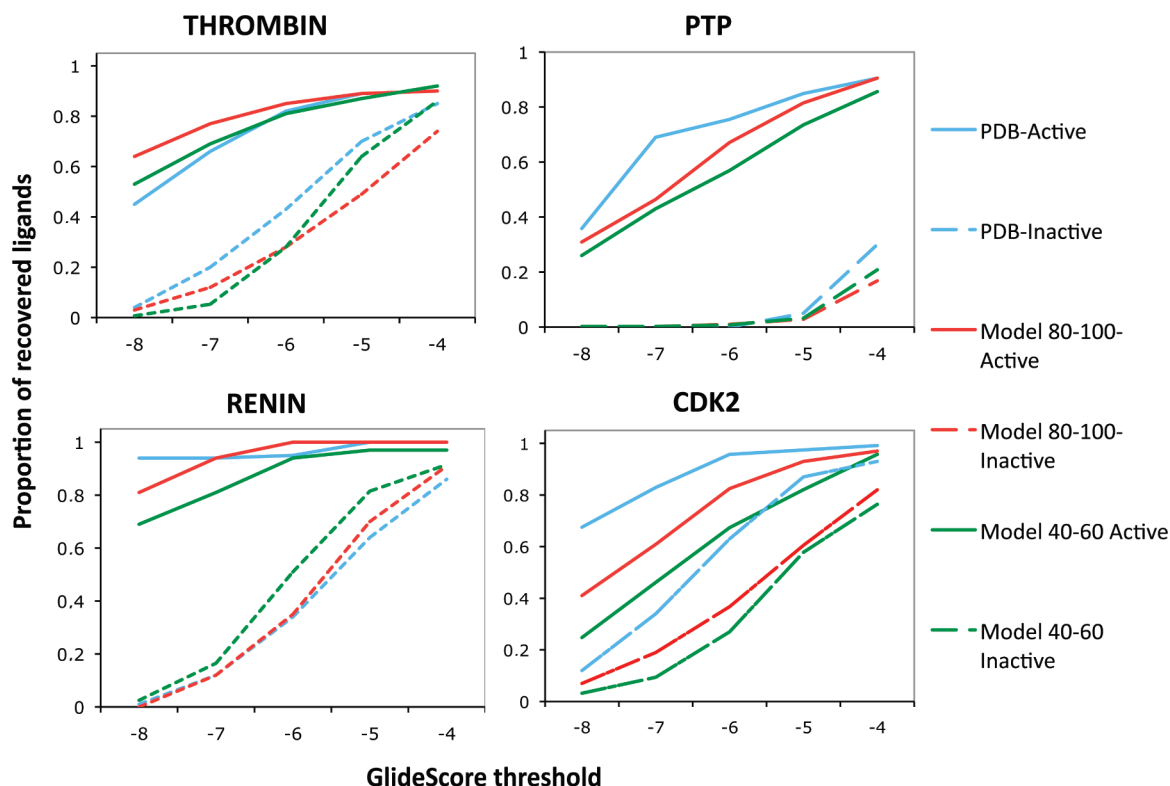 THROMBIN
PTP
Proportion of recovered ligands
1
0.8
0.6
0.4
0.2
0
-8 -7 -6 -5 -4
1
0.8
0.6
0.4
0.2
0
-8 -7 -6 -5 -4
RENIN
CDK2
1
0.8
0.6
0.4
0.2
0
-8 -7 -6 -5 -4
1
0.8
0.6
0.4
0.2
0
-8 -7 -6 -5 -4
GlideScore threshold
PDB-Active
PDB-Inactive
Model 80-100-
Active
Model 80-100-
Inactive
Model 40-60 Active
Model 40-60
Inactive